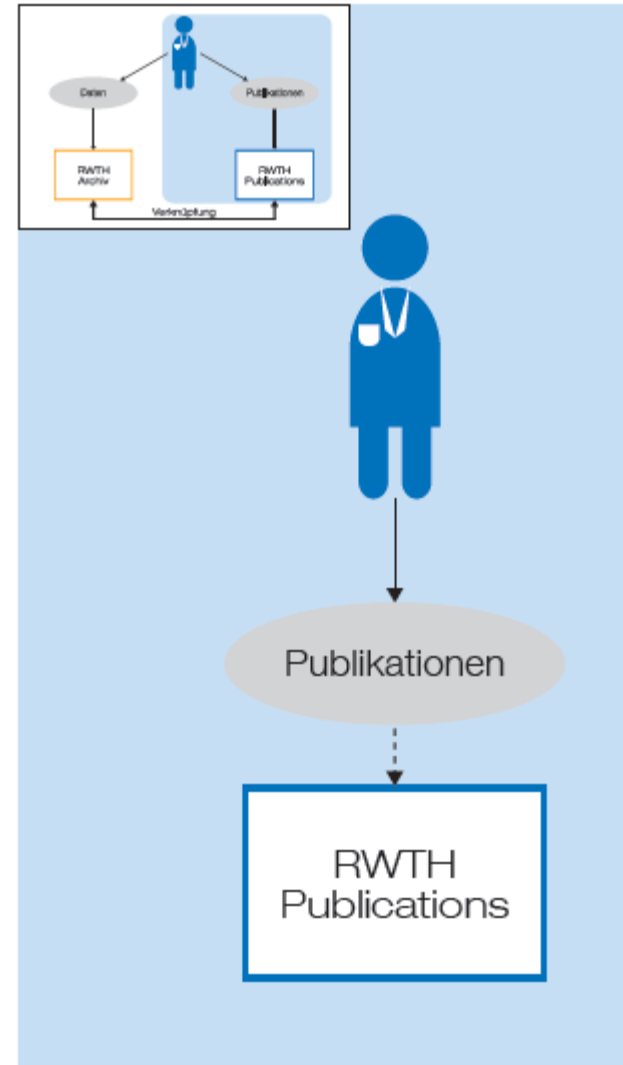 Daten
Publikationen
RWTH
Archiv
RWTH
Publications
Verknüpfung
Publikationen
RWTH
Publications